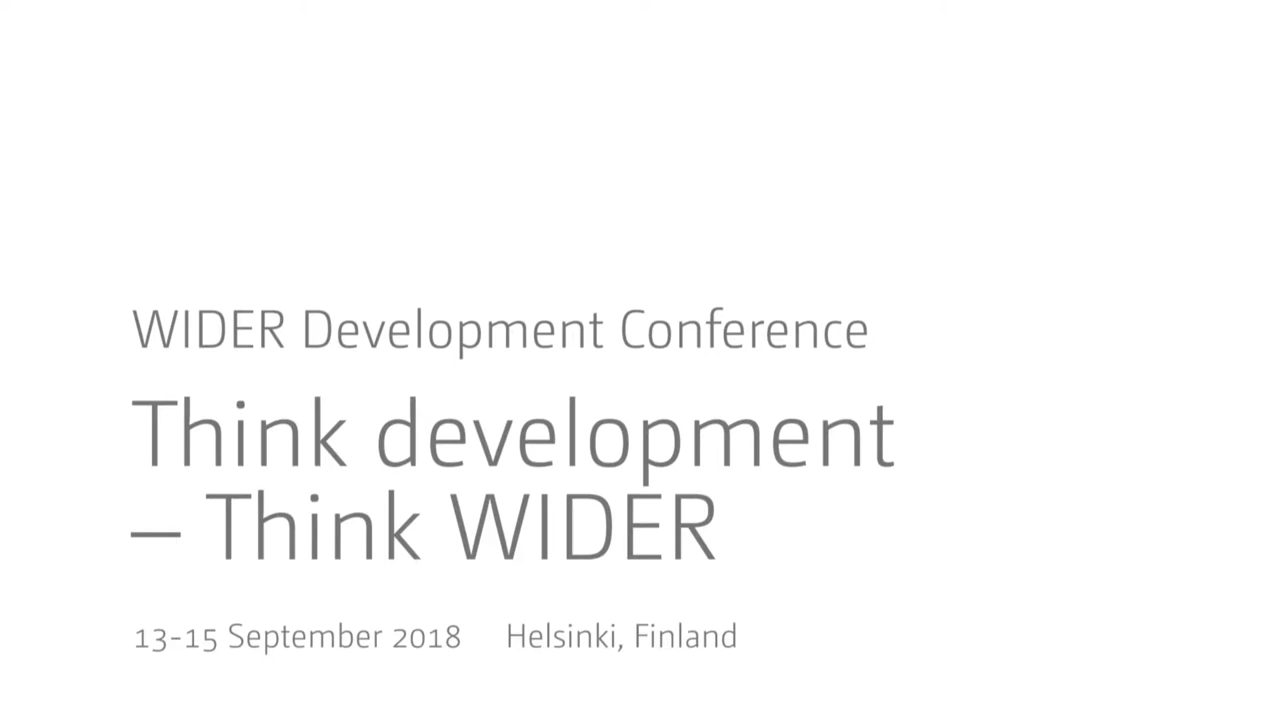 WIDER Development Conference
Think development
– Think WIDER
13-15 September 2018 Helsinki, Finland